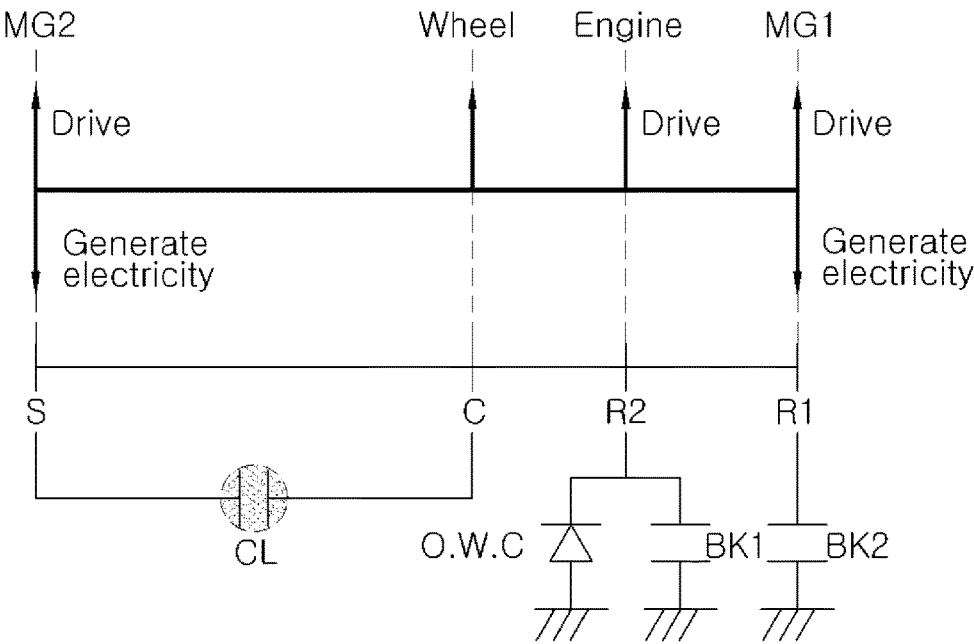 MG2 Wheel Engine MG1
Drive Drive Drive
Generate electricity
Generate electricity
S C R2 R1
CL O.W.C BK1 BK2